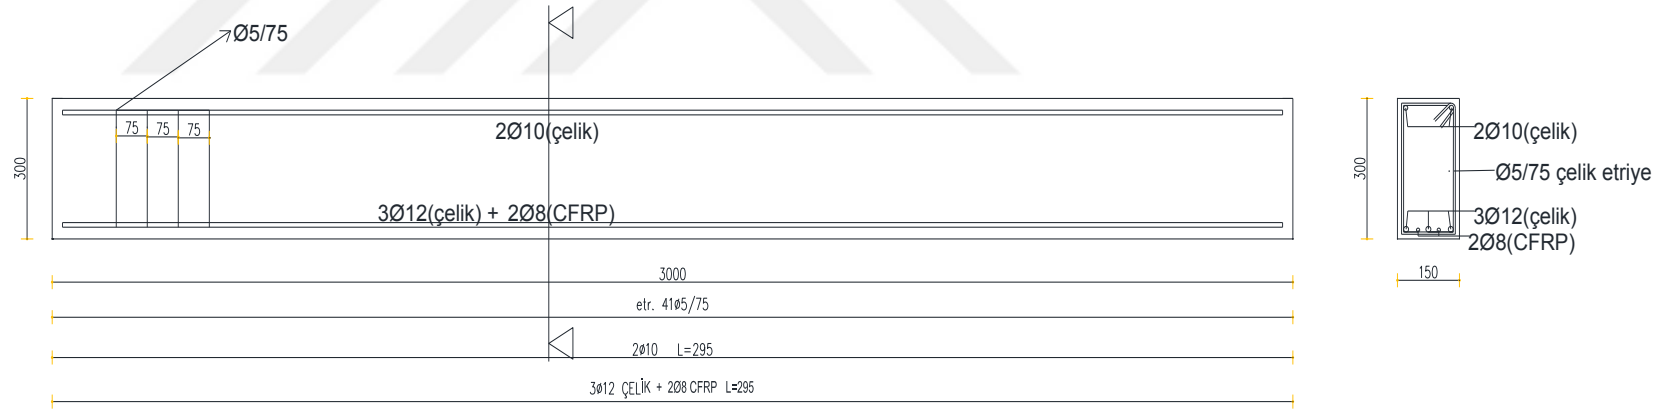 Ø5/75
75 75 75
2Ø10(çelik)
300
3Ø12(çelik) + 2Ø8(CFRP)
3000
etr. 41ø5/75
2ø10 L=295
3ø12 ÇELİK + 2Ø8 CFRP L=295
300
2Ø10(çelik)
Ø5/75 çelik etriye
3Ø12(çelik)
2Ø8(CFRP)
150